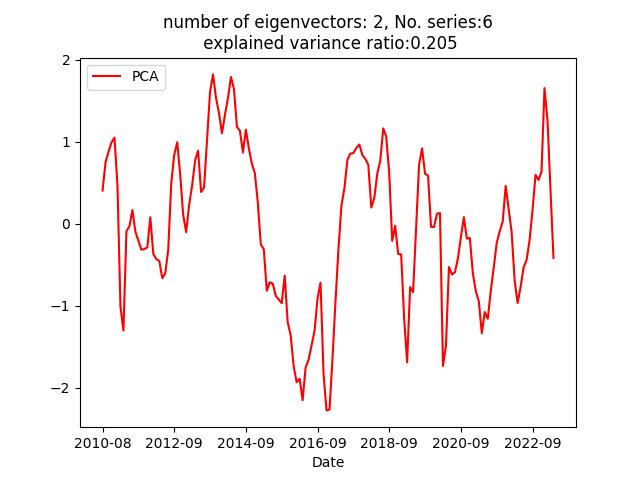 number of eigenvectors: 2, No. series:6
explained variance ratio:0.205
PCA
2
1
0
−1
−2
2010-08 2012-09 2014-09 2016-09 2018-09 2020-09 2022-09
Date